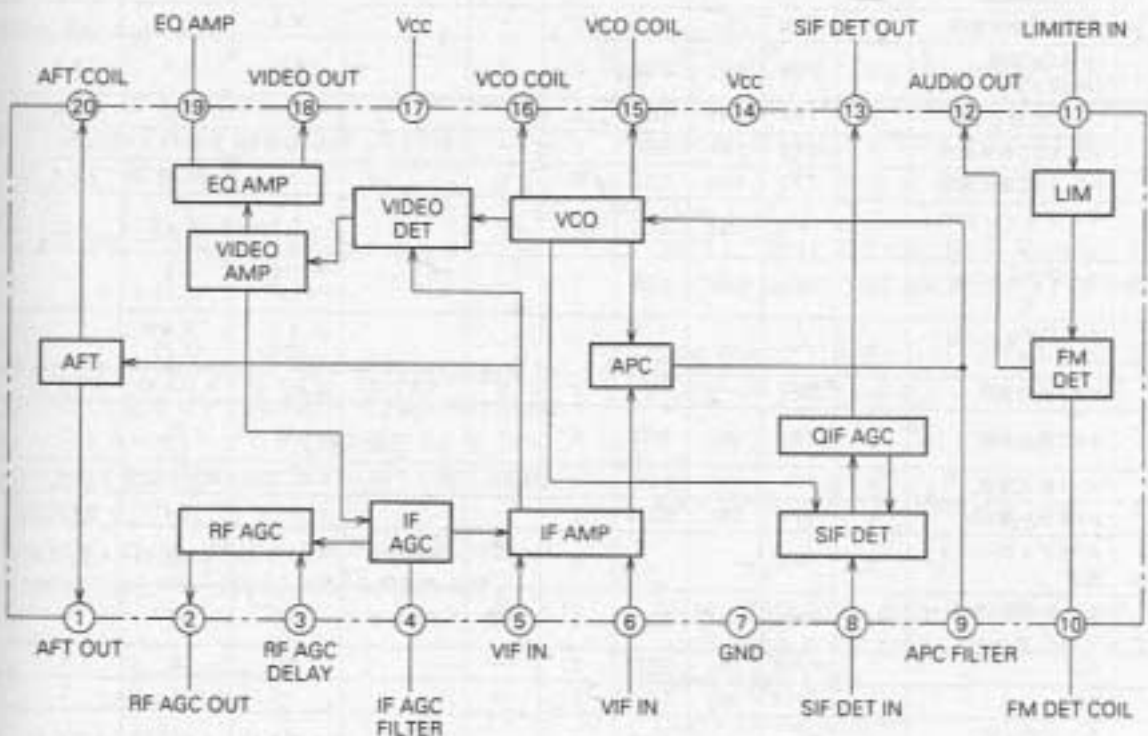 EQ AMP
Vcc
VCO COIL
SIF DET OUT
LIMITER IN
AFT COIL
VIDEO OUT
VCO COIL
Vcc
AUDIO OUT
20
19
18
17
16
15
14
13
12
11
EQ AMP
VIDEO
DET
VCO
LIM
VIDEO
AMP
AFT
APC
FM
DET
QIF AGC
RF AGC
IF
AGC
IF AMP
SIF DET
1
2
3
4
5
6
7
8
9
10
AFT OUT
RF AGC
DELAY
VIF IN
GND
APC FILTER
RF AGC OUT
IF AGC
FILTER
VIF IN
SIF DET IN
FM DET COIL